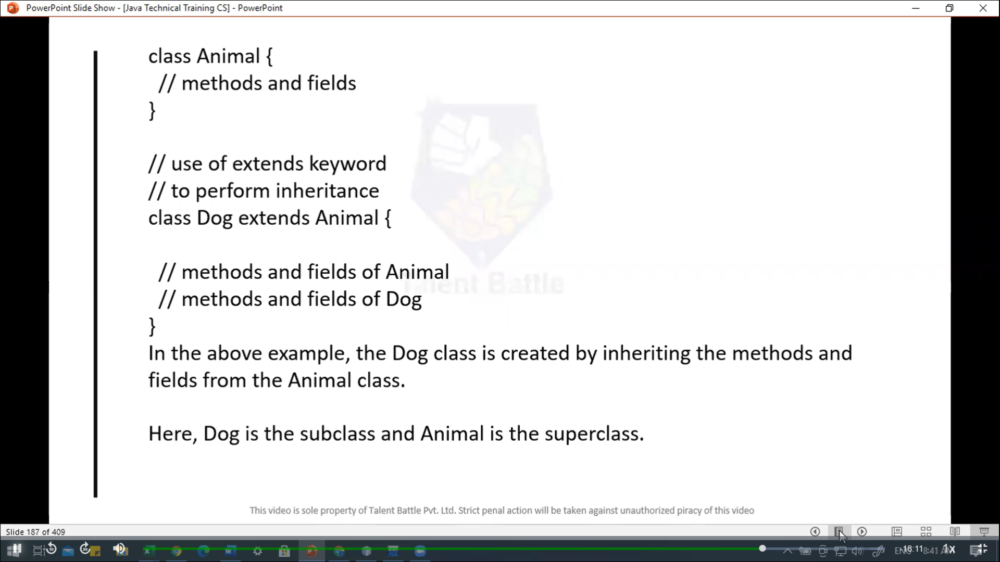 PowerPoint Slide Show - [Java Technical Training CS] - PowerPoint
class Animal {
// methods and fields
}
// use of extends keyword
// to perform inheritance
class Dog extends Animal {
// methods and fields of Animal
// methods and fields of Dog
}
In the above example, the Dog class is created by inheriting the methods and
fields from the Animal class.
Here, Dog is the subclass and Animal is the superclass.
Talent Battle
This video is sole property of Talent Battle Pvt. Ltd. Strict penal action will be taken against unauthorized piracy of this video
Slide 187 of 409
10 30 -18:11 8:41 AM 1x